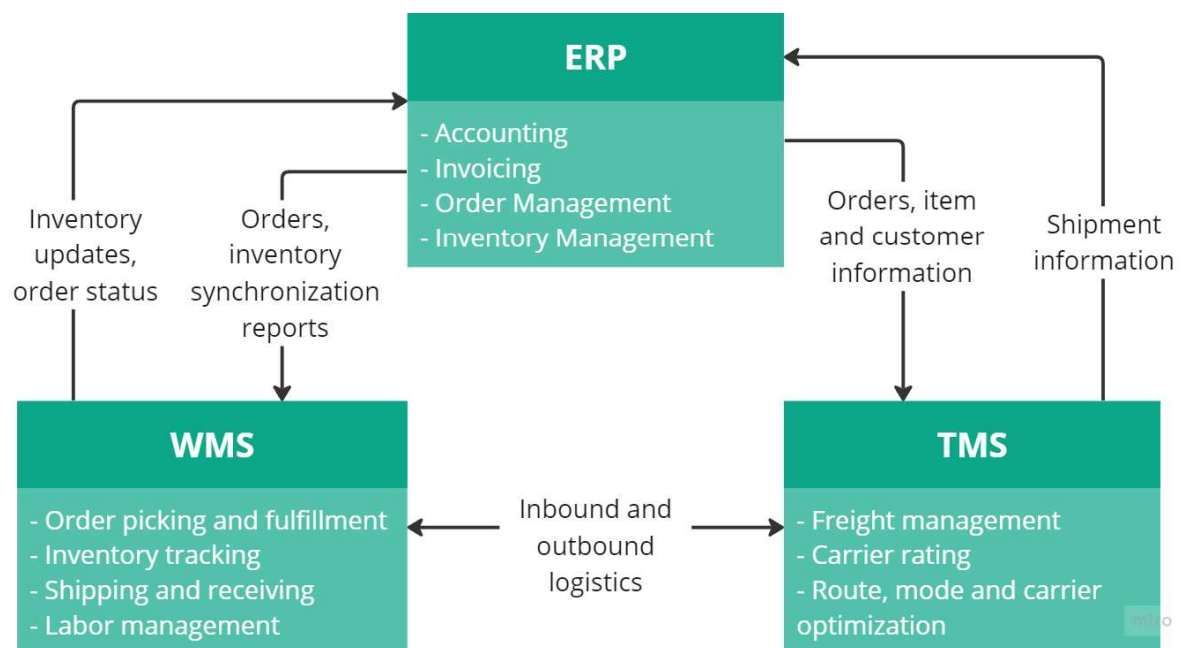 ERP
- Accounting
- Invoicing
- Order Management
- Inventory Management
Inventory
updates,
order status
Orders,
inventory
synchronization
reports
Orders, item
and customer
information
Shipment
information
WMS
- Order picking and fulfillment
- Inventory tracking
- Shipping and receiving
- Labor management
Inbound and
outbound
logistics
TMS
- Freight management
- Carrier rating
- Route, mode and carrier
optimization
miro